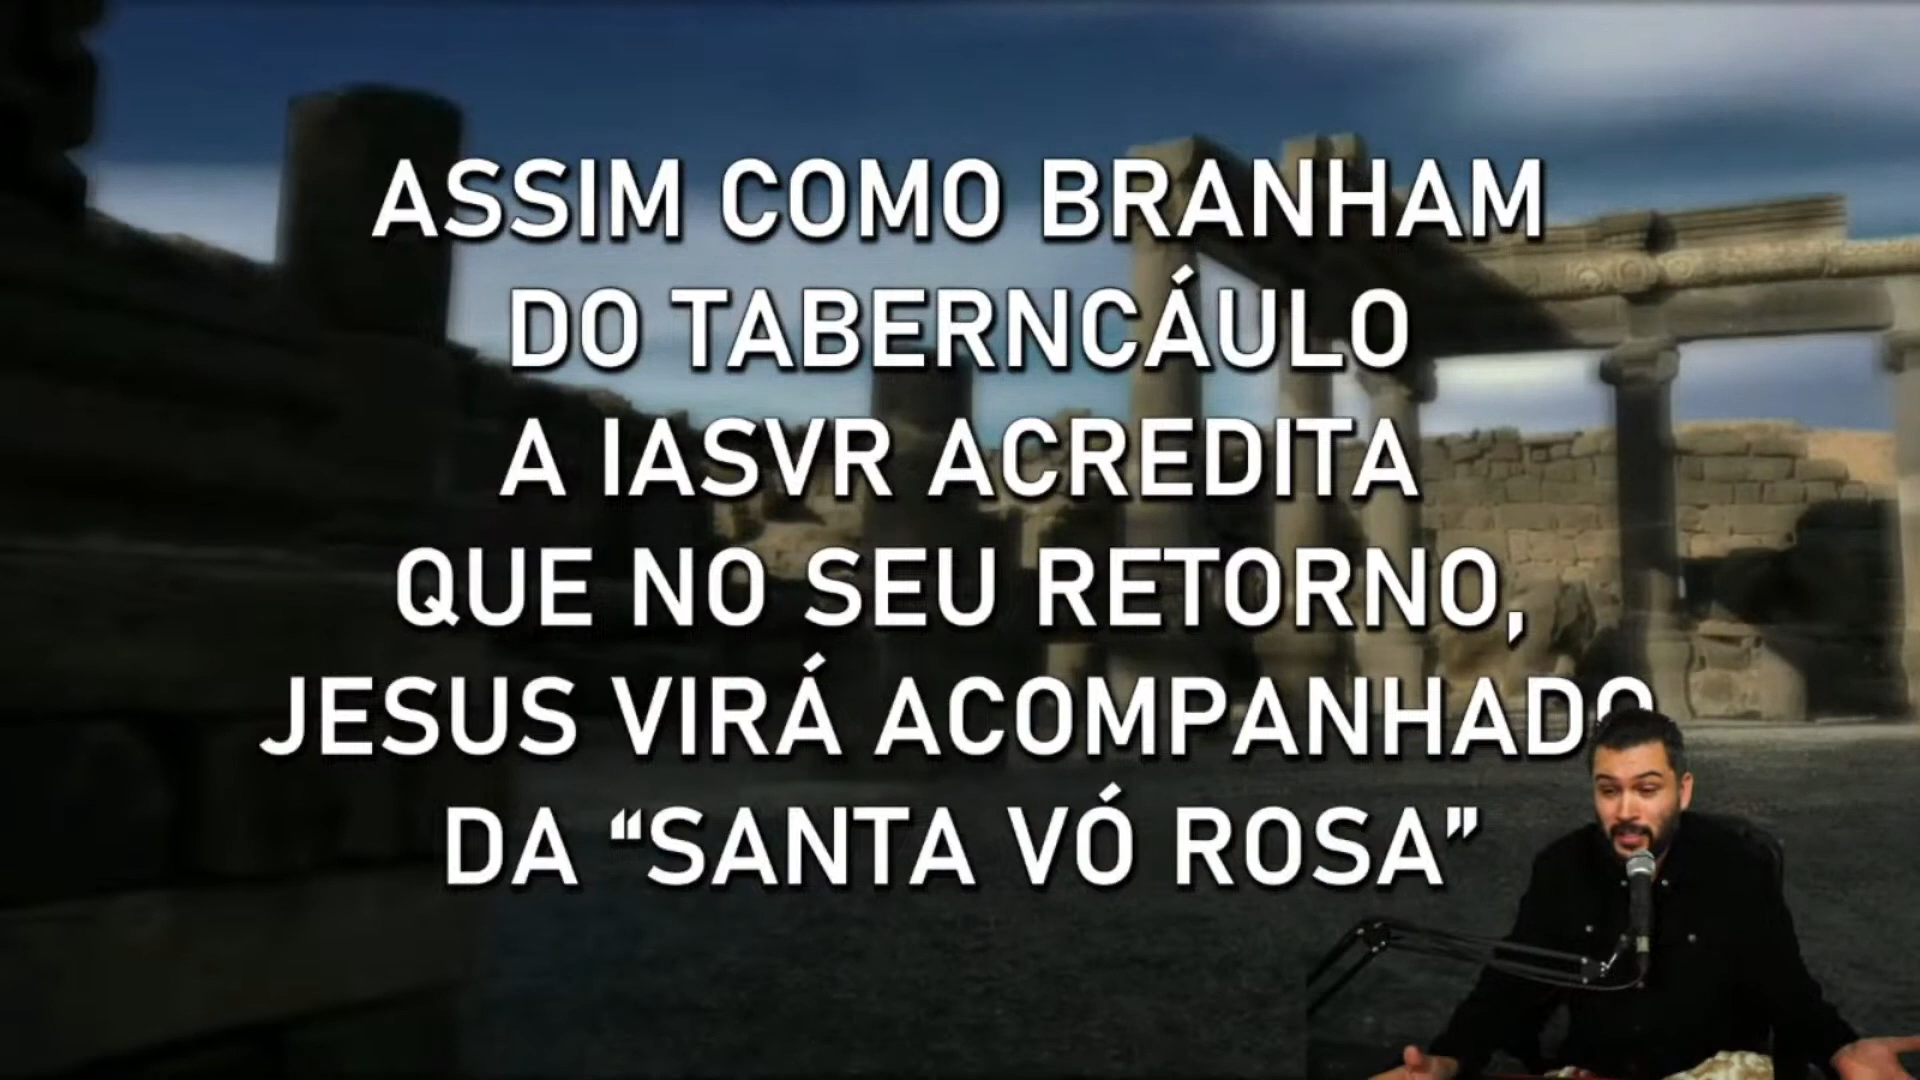 ASSIM COMO BRANHAM
DO TABERNCÁULO
A IASVR ACREDITA
QUE NO SEU RETORNO,
JESUS VIRÁ ACOMPANHADO
DA “SANTA VÓ ROSA”